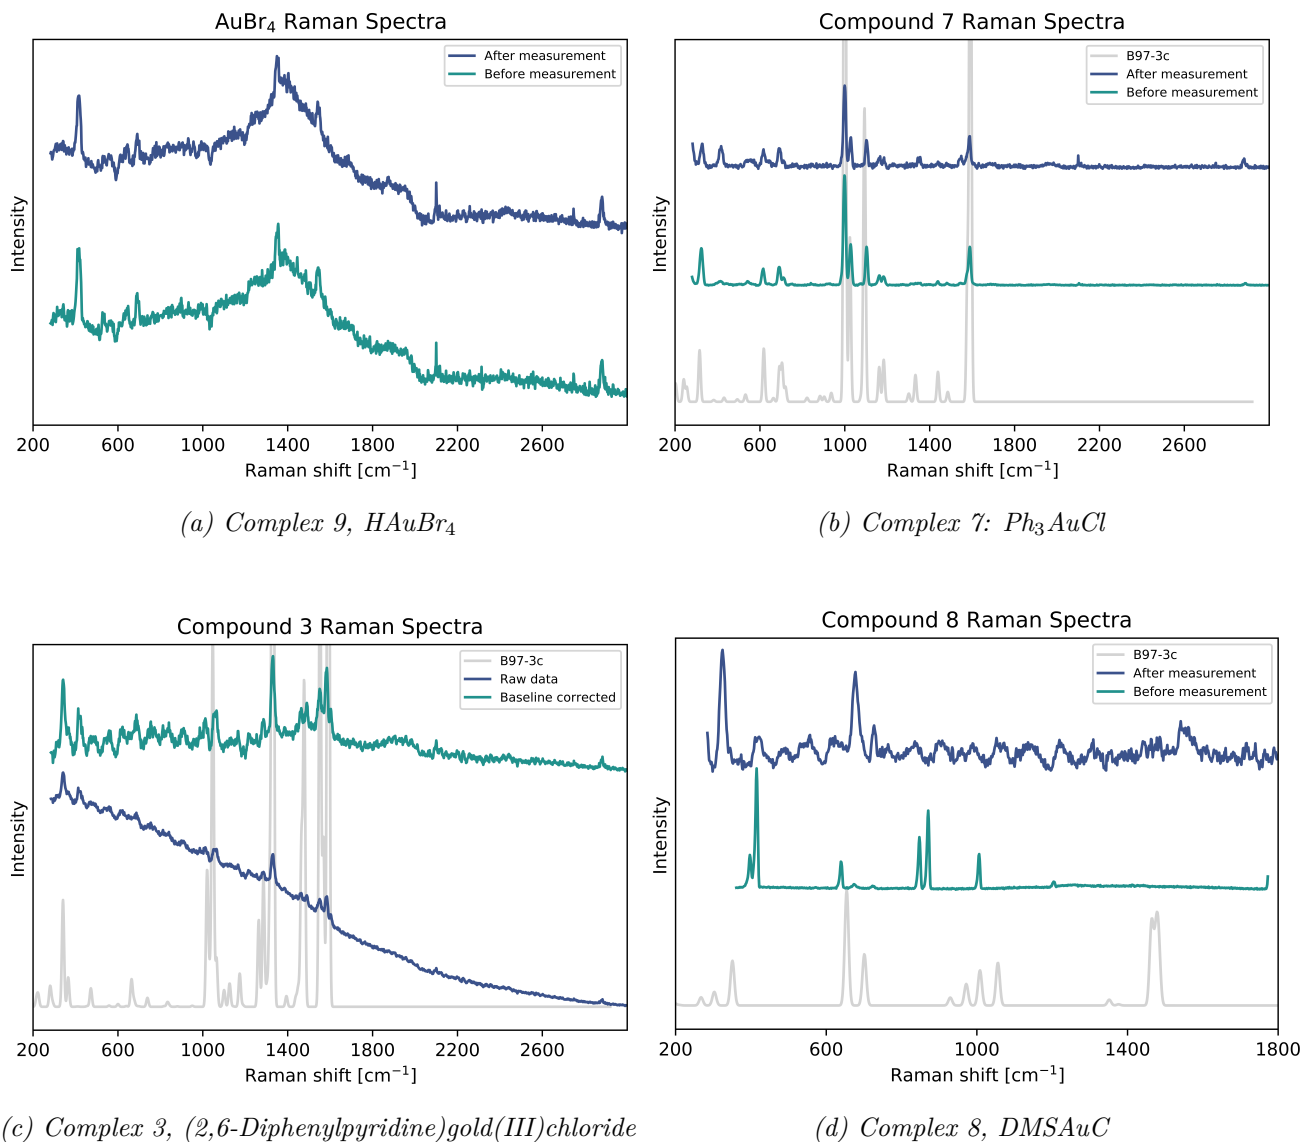 AuBr4 Raman Spectra
After measurement
Before measurement
Intensity
200 600 1000 1400 1800 2200 2600
Raman shift [cm−1]
(a) Complex 9, HAuBr4
Compound 7 Raman Spectra
B97-3c
After measurement
Before measurement
Intensity
200 600 1000 1400 1800 2200 2600
Raman shift [cm−1]
(b) Complex 7: Ph3AuCl
Compound 3 Raman Spectra
B97-3c
Raw data
Baseline corrected
Intensity
200 600 1000 1400 1800 2200 2600
Raman shift [cm−1]
(c) Complex 3, (2,6-Diphenylpyridine)gold(III)chloride
Compound 8 Raman Spectra
B97-3c
After measurement
Before measurement
Intensity
200 600 1000 1400 1800
Raman shift [cm−1]
(d) Complex 8, DMSAuC